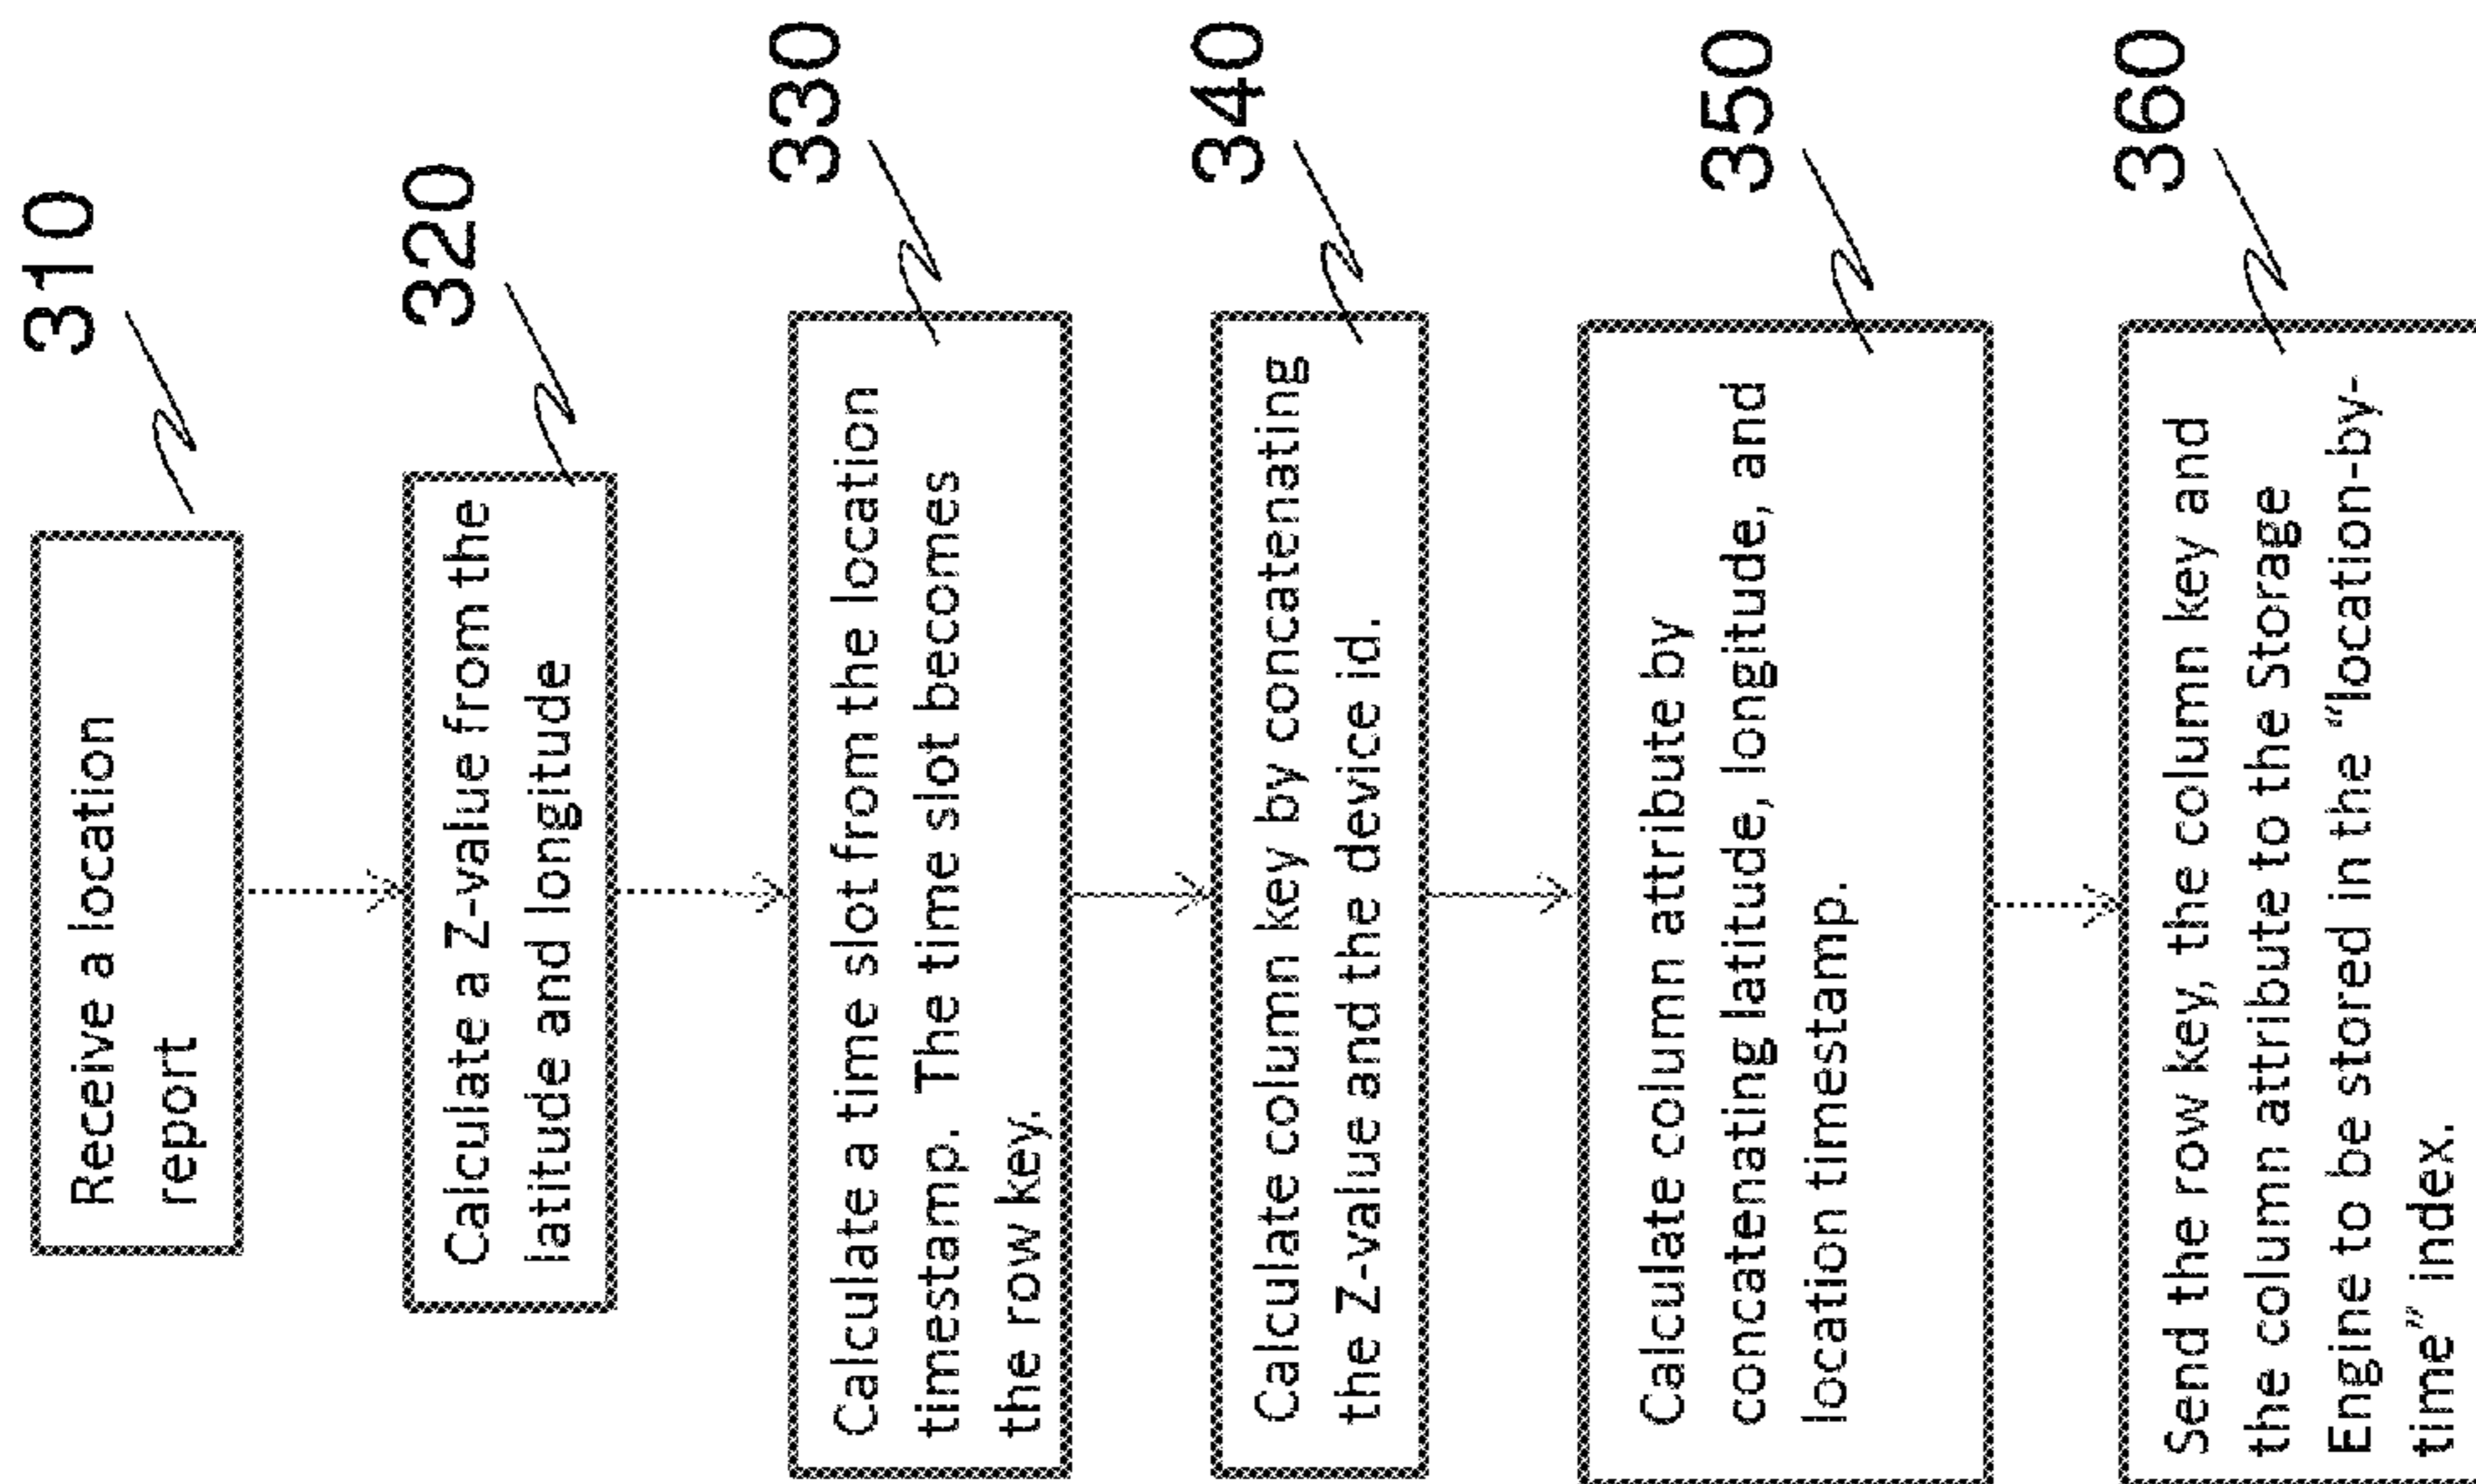 310
Receive a location
report
320
Calculate a Z-value from the
latitude and longitude
330
Calculate a time slot from the location
timestamp. The time slot becomes
the row key.
340
Calculate column key by concatenating
the Z-value and the device id.
350
Calculate column attribute by
concatenating latitude, longitude, and
location timestamp.
360
Send the row key, the column key and
the column attribute to the Storage
Engine to be stored in the “location-by-
time” index.